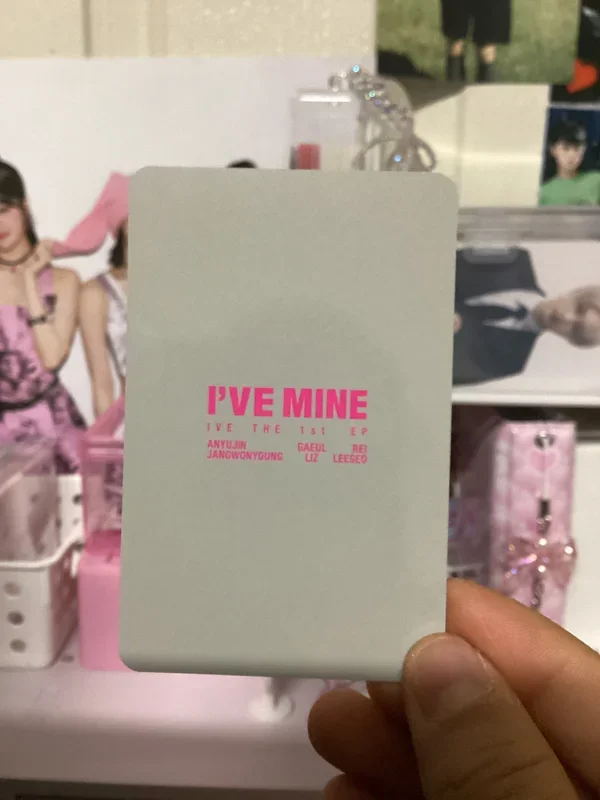 I'VE MINE
IVE THE 1st EP
ANYUJIN GAEUL REI
JANGWONYOUNG LIZ LEESEO